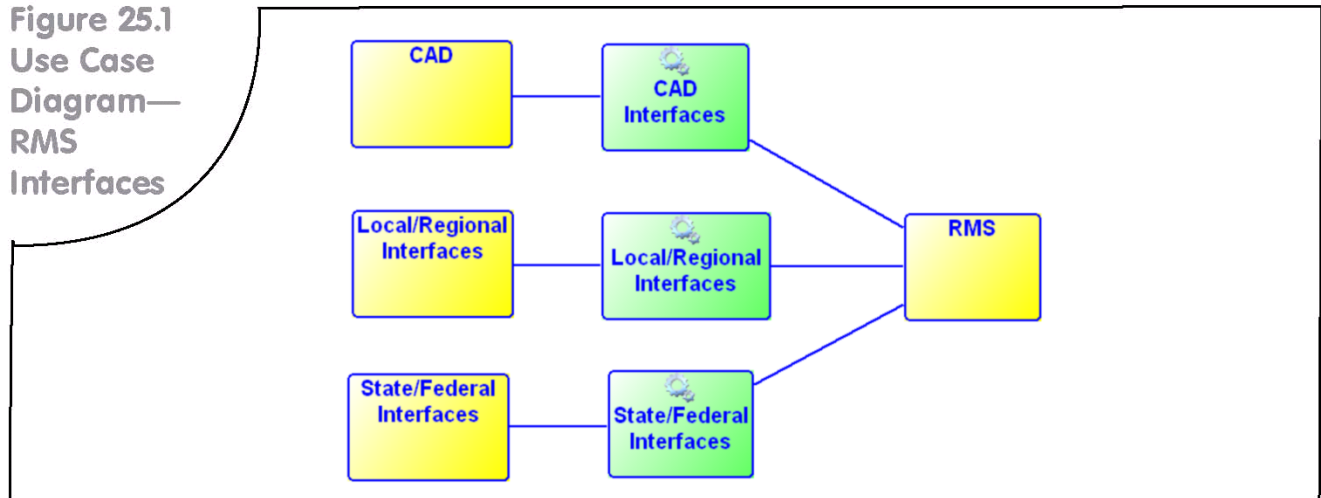 Figure 25.1
Use Case
Diagram—
RMS
Interfaces
CAD
CAD
Interfaces
Local/Regional
Interfaces
Local/Regional
Interfaces
RMS
State/Federal
Interfaces
State/Federal
Interfaces